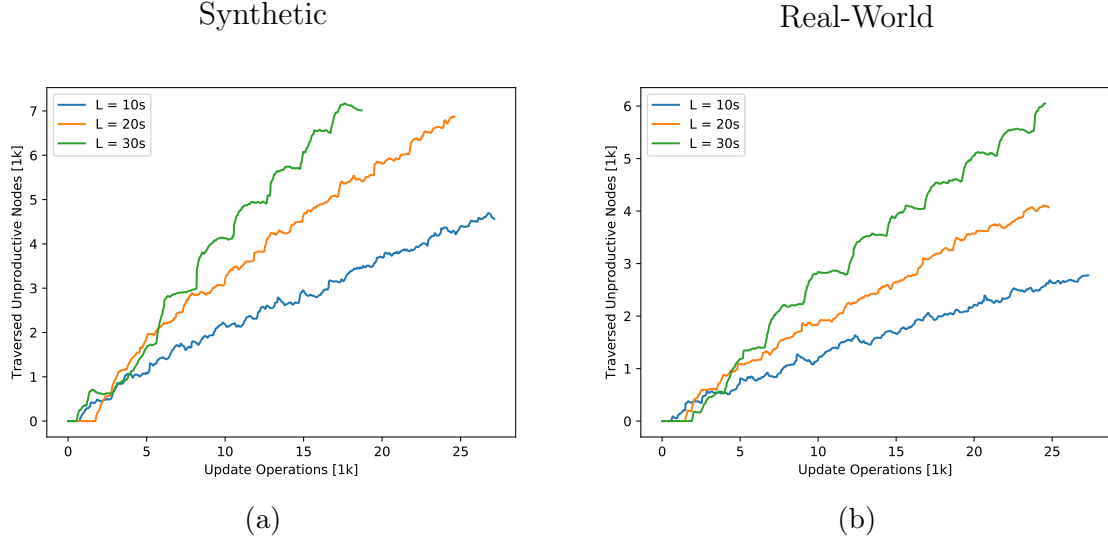 Synthetic
Real-World
7
6
5
4
3
2
1
0
Traversed Unproductive Nodes [1k]
L = 10s
L = 20s
L = 30s
0 5 10 15 20 25
Update Operations [1k]
(a)
6
5
4
3
2
1
0
Traversed Unproductive Nodes [1k]
L = 10s
L = 20s
L = 30s
0 5 10 15 20 25
Update Operations [1k]
(b)